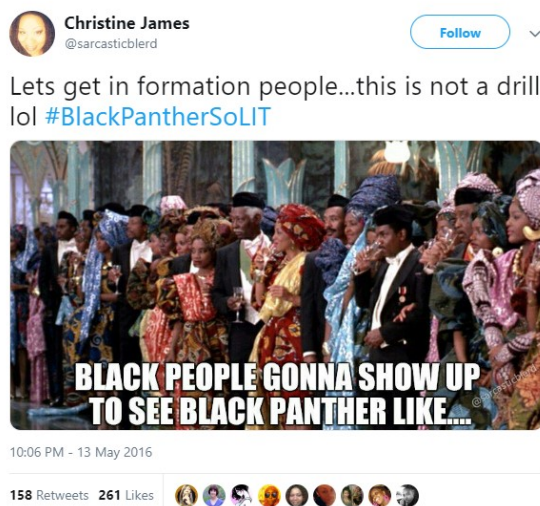 Christine James
@sarcasticblerd
Follow
Lets get in formation people...this is not a drill
lol #BlackPantherSoLIT
BLACK PEOPLE GONNA SHOW UP
TO SEE BLACK PANTHER LIKE....
@sarcasticblerd
10:06 PM - 13 May 2016
158 Retweets 261 Likes